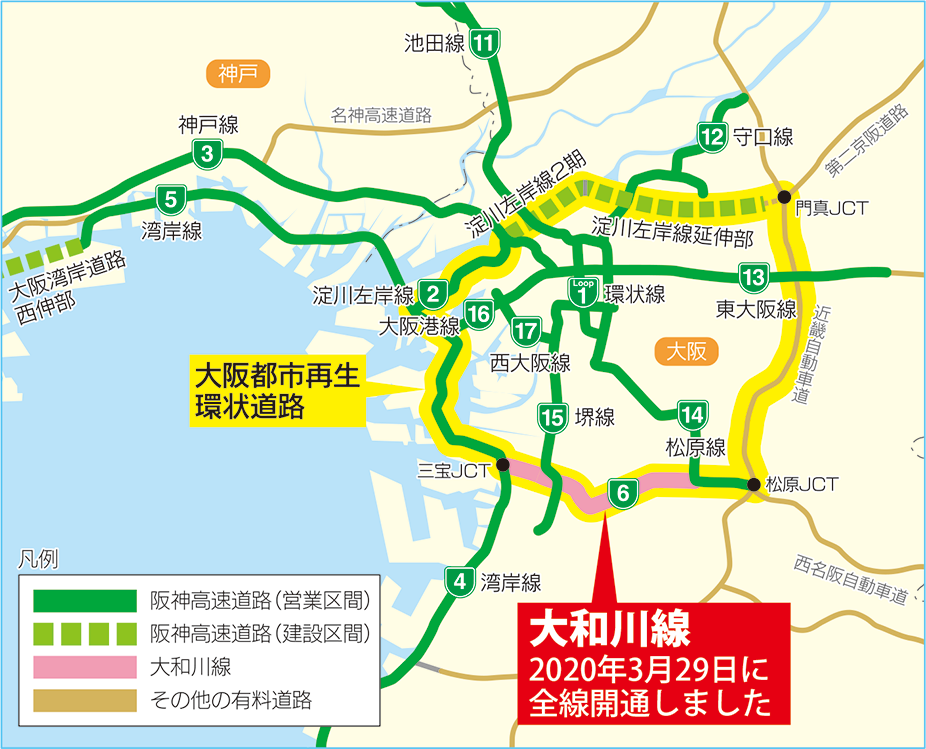 池田線
11
神戸
名神高速道路
神戸線
3
12
守口線
第二京阪道路
5
湾岸線
淀川左岸線2期
門真JCT
淀川左岸線延伸部
大阪湾岸道路
西伸部
淀川左岸線
2
Loop
1
環状線
13
東大阪線
大阪港線
16
17
西大阪線
近畿自動車道
大阪
大阪都市再生
環状道路
15
堺線
14
松原線
三宝JCT
6
松原JCT
4
湾岸線
西名阪自動車道
大和川線
2020年3月29日に
全線開通しました
凡例
阪神高速道路(営業区間)
阪神高速道路(建設区間)
大和川線
その他の有料道路